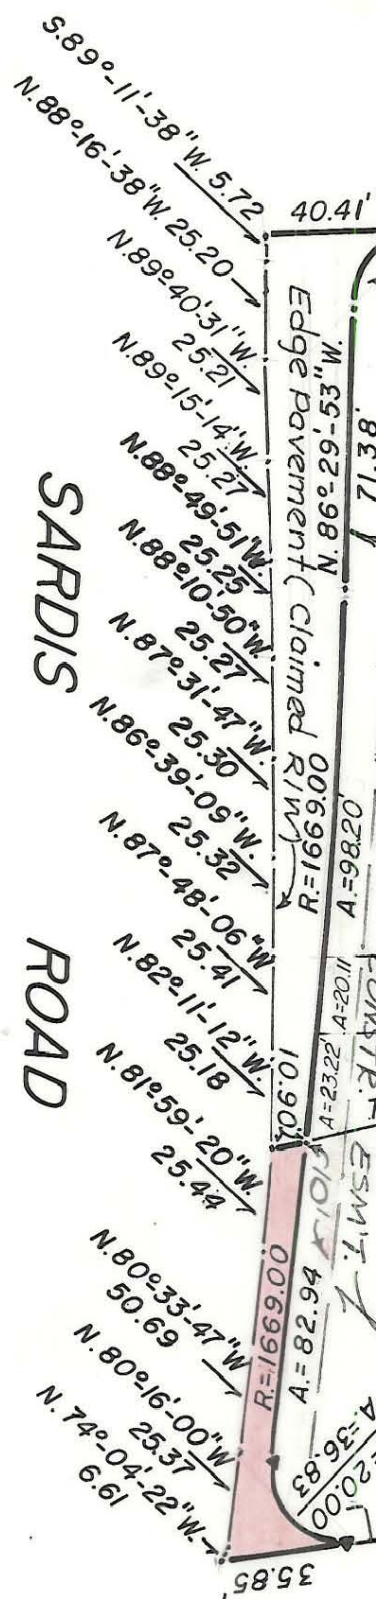 S.89°-11'-38"W. 5.72
N.88°-16'-38"W. 25.20
N.89°-40'-31"W.
25.21
N.89°-15'-14"W.
25.27
N.88°-49'-51"W.
25.25
N.88°-10'-50"W.
25.27
N.87°-31'-47"W.
25.30
N.86°-39'-09"W.
25.32
N.87°-48'-06"W
25.41
N.82°-11'-12"W.
25.18
N.81°-59'-20"W.
25.44
N.80°-33'-47"W
50.69
N.80°-16'-00"W
25.37
N.74°-04'-22"W.
6.61
SARDIS ROAD
40.41'
Edge pavement (Claimed R/W)
N.86°-29'-53"W.
71.38'
R.=1669.00
A.=98.20'
A=20.11
A=23.22'
10.90'
CONSTR. ESMT.
R.=1669.00
A.=82.94
A.=36.83
=20.00
35.85'